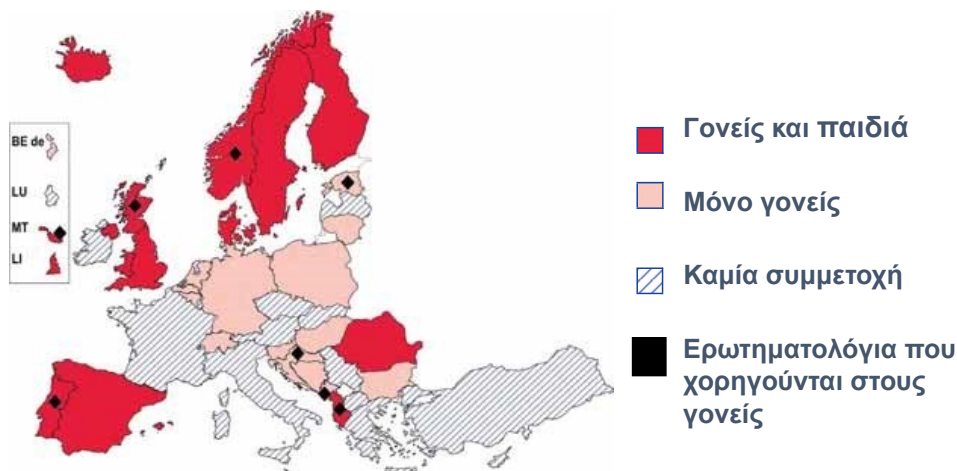 BE de
LU
MT
LI
Γονείς και παιδιά
Μόνο γονείς
Καμία συμμετοχή
Ερωτηματολόγια που
χορηγούνται στους
γονείς